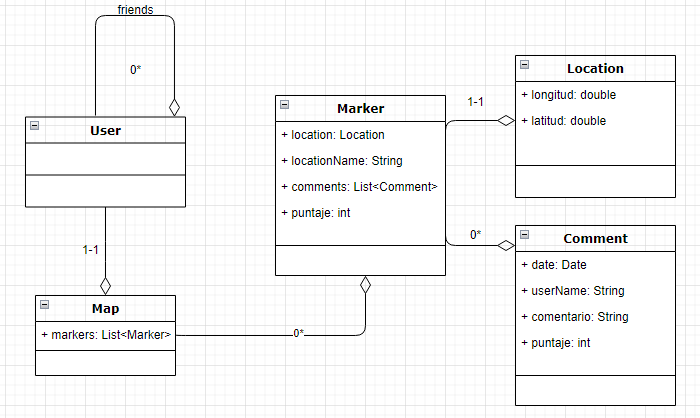 friends
0*
User
1-1
Map
+ markers: List<Marker>
0*
Marker
+ location: Location
+ locationName: String
+ comments: List<Comment>
+ puntaje: int
1-1
Location
+ longitud: double
+ latitud: double
0*
Comment
+ date: Date
+ userName: String
+ comentario: String
+ puntaje: int